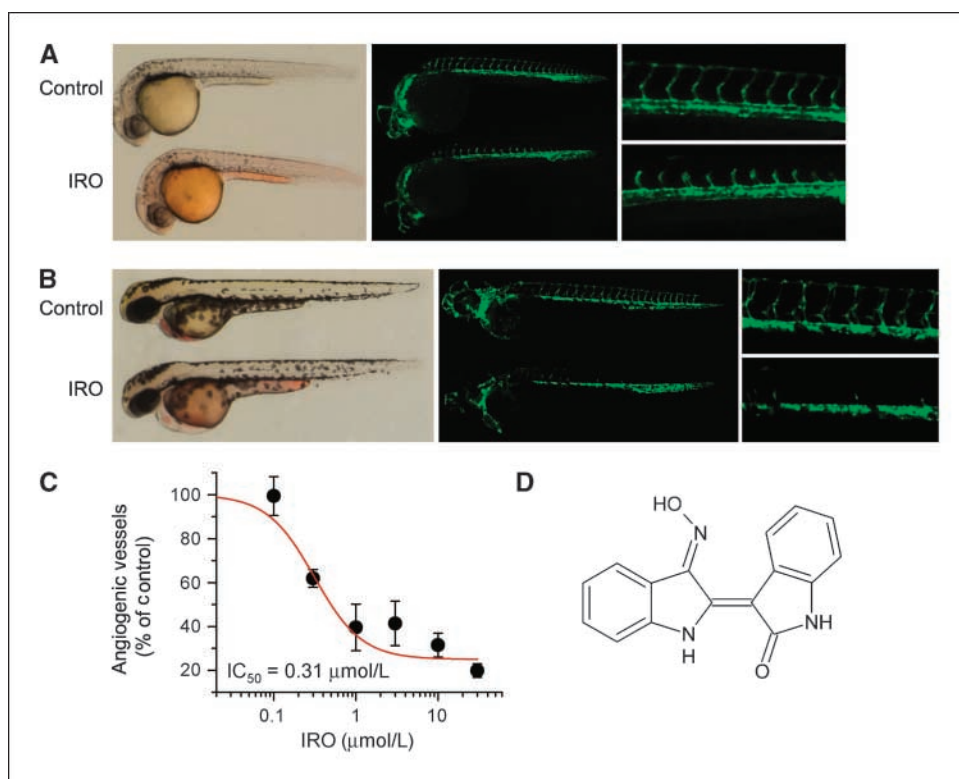 A
Control
IRO
B
Control
IRO
C
Angiogenic vessels
(% of control)
100
80
60
40
20
IC50 = 0.31 μmol/L
0.1
1
10
IRO (μmol/L)
D
HO
N
N
H
NH
O